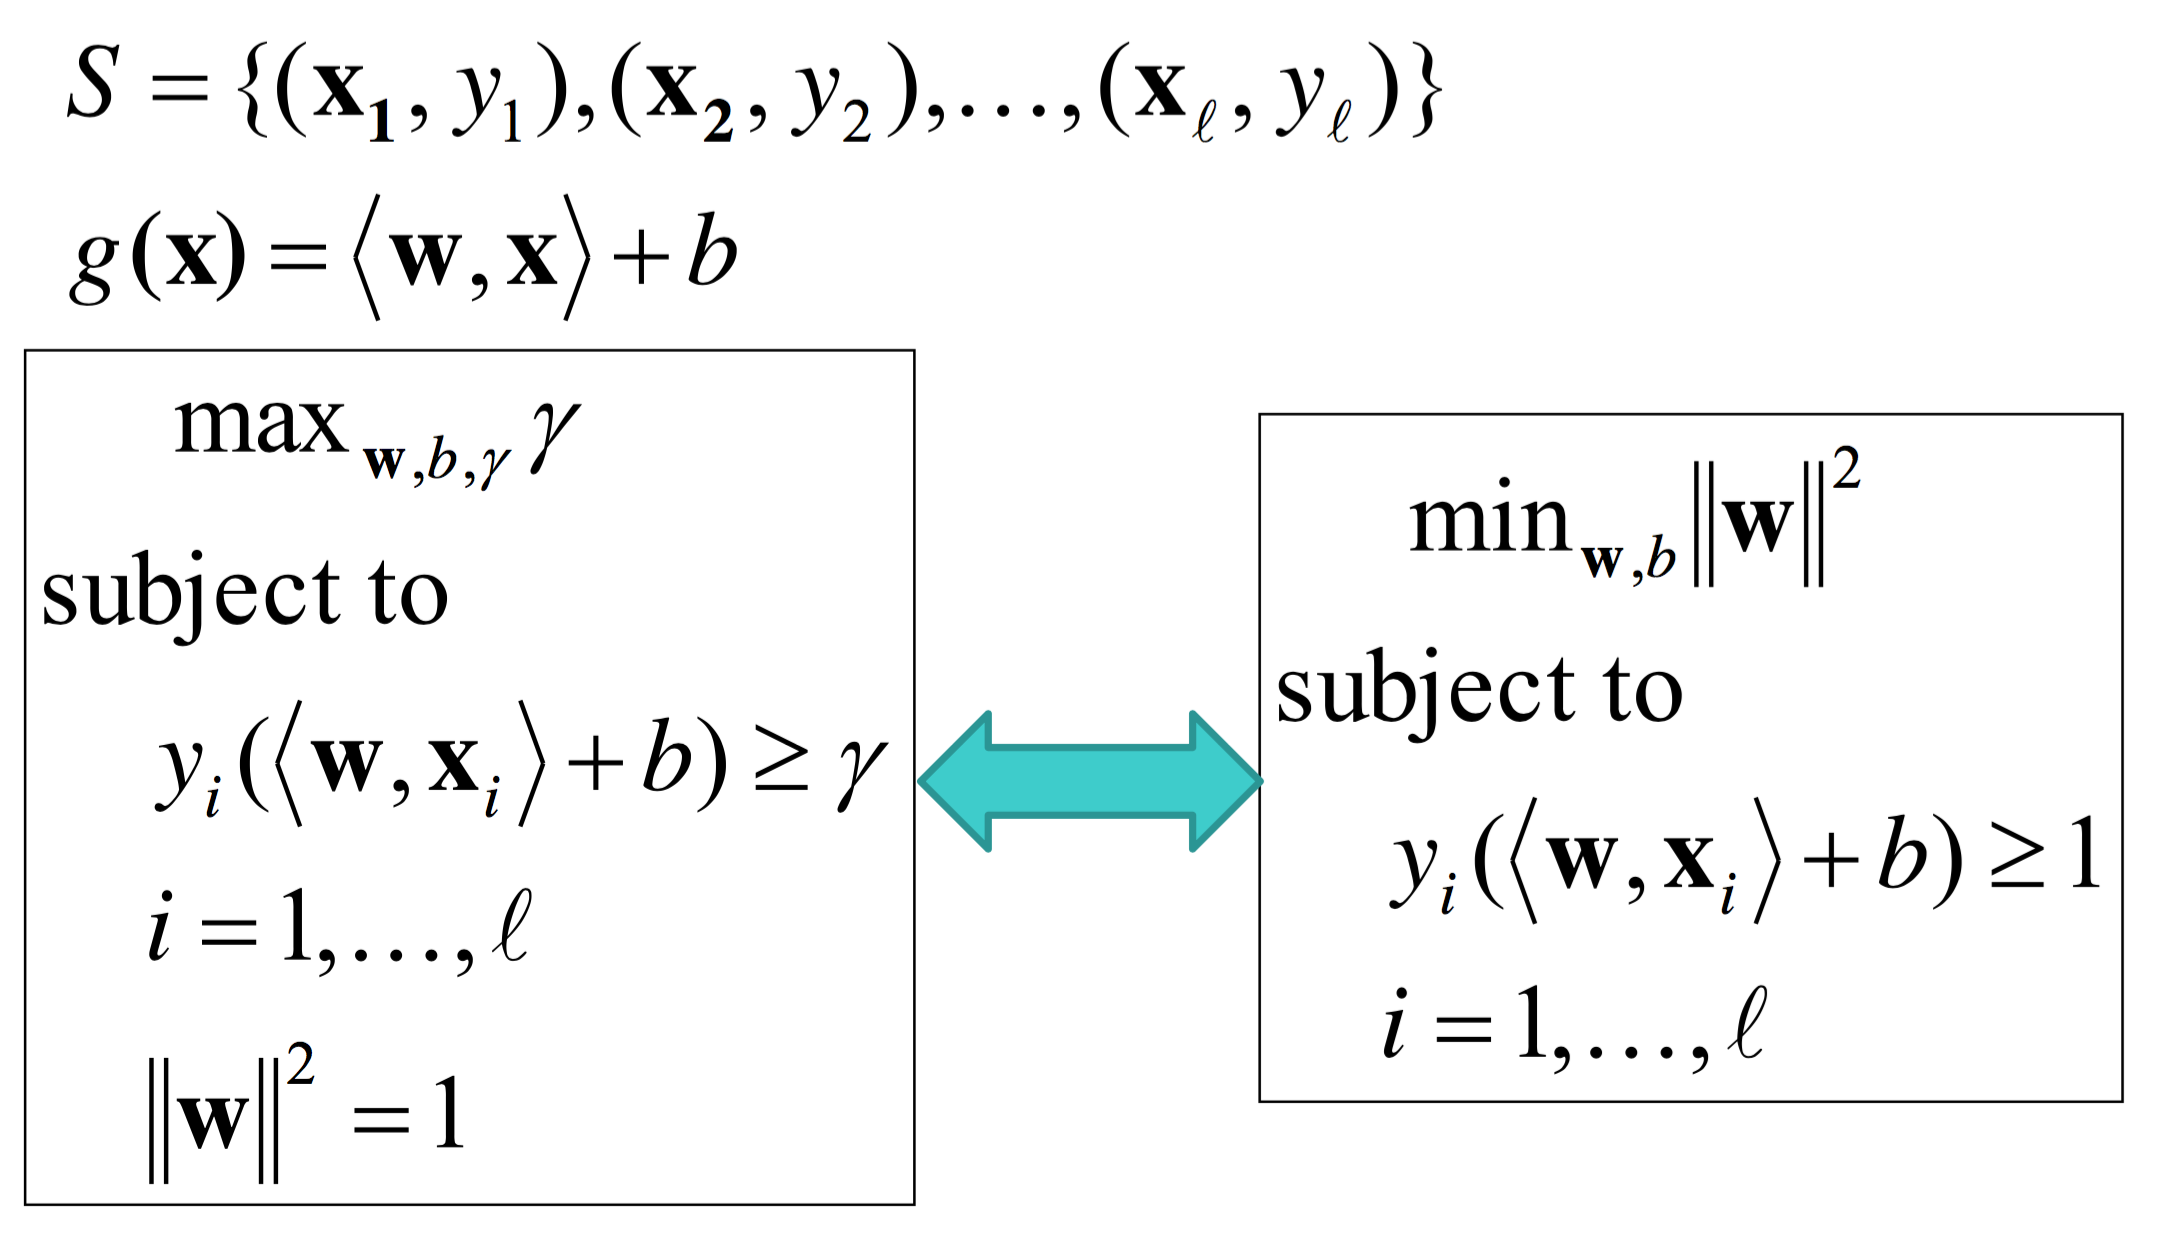 S = {(x₁, y₁), (x₂, y₂), ..., (x_ℓ, y_ℓ)}
g(x) = ⟨w, x⟩ + b
max_{w,b,γ} γ
subject to
y_i(⟨w, x_i⟩ + b) ≥ γ
i = 1, ..., ℓ
‖w‖² = 1
min_{w,b} ‖w‖²
subject to
y_i(⟨w, x_i⟩ + b) ≥ 1
i = 1, ..., ℓ